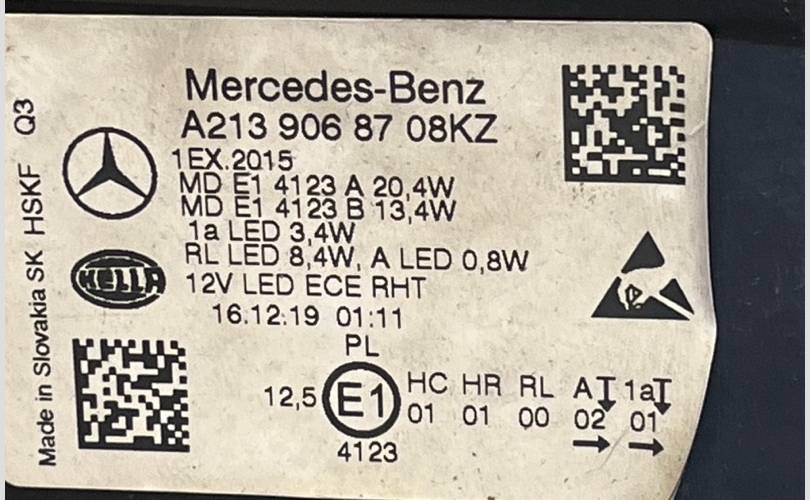 Mercedes-Benz
A213 906 87 08KZ
1EX.2015
MD E1 4123 A 20,4W
MD E1 4123 B 13,4W
1a LED 3,4W
RL LED 8,4W, A LED 0,8W
12V LED ECE RHT
16.12.19 01:11
PL
12,5 E1 HC HR RL A 1a
01 01 00 02 01
4123
HELLA
Made in Slovakia SK HSKF Q3